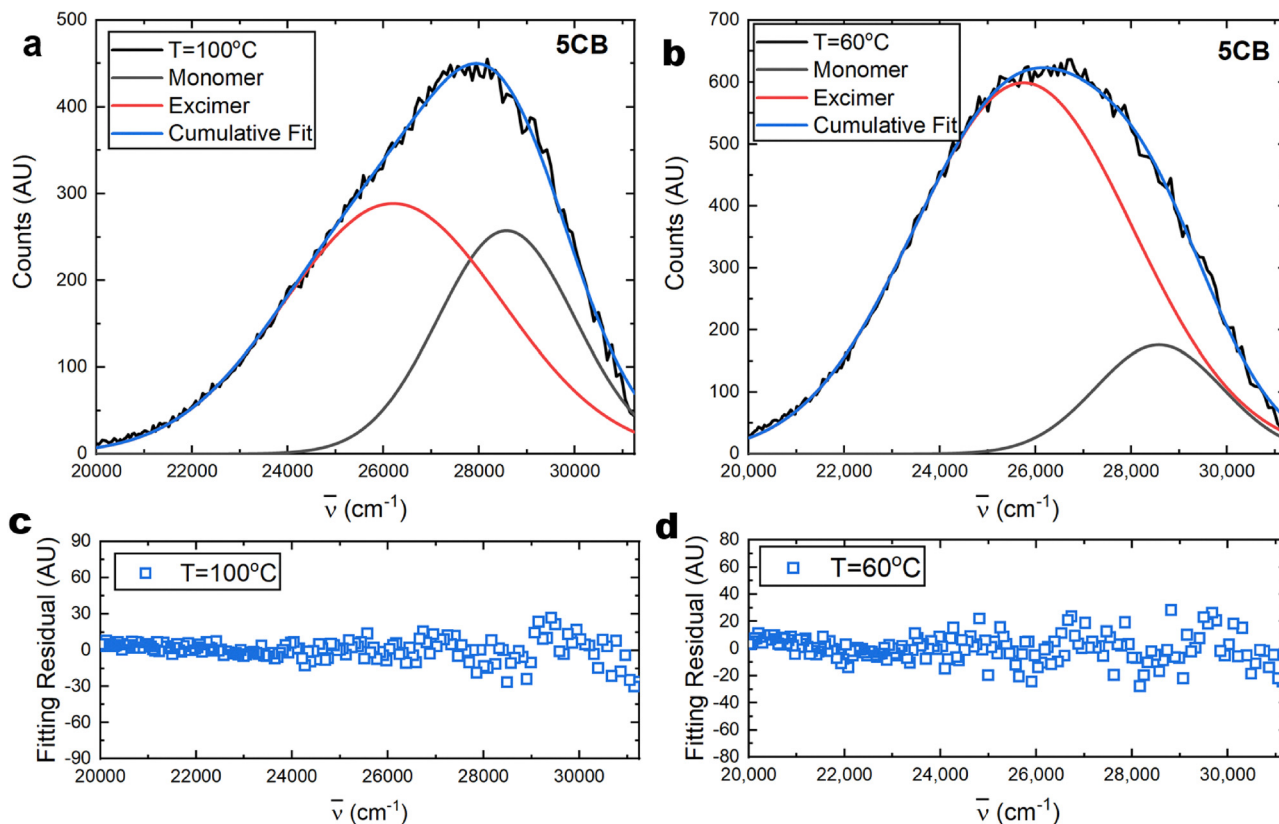 a
5CB
T=100°C
Monomer
Excimer
Cumulative Fit
500
400
300
200
100
0
Counts (AU)
20000 22000 24000 26000 28000 30000
ν̅ (cm⁻¹)
b
5CB
T=60°C
Monomer
Excimer
Cumulative Fit
700
600
500
400
300
200
100
0
Counts (AU)
20,000 22,000 24,000 26,000 28,000 30,000
ν̅ (cm⁻¹)
c
T=100°C
90
60
30
0
-30
-60
-90
Fitting Residual (AU)
20000 22000 24000 26000 28000 30000
ν̅ (cm⁻¹)
d
T=60°C
80
60
40
20
0
-20
-40
-60
-80
Fitting Residual (AU)
20,000 22,000 24,000 26,000 28,000 30,000
ν̅ (cm⁻¹)